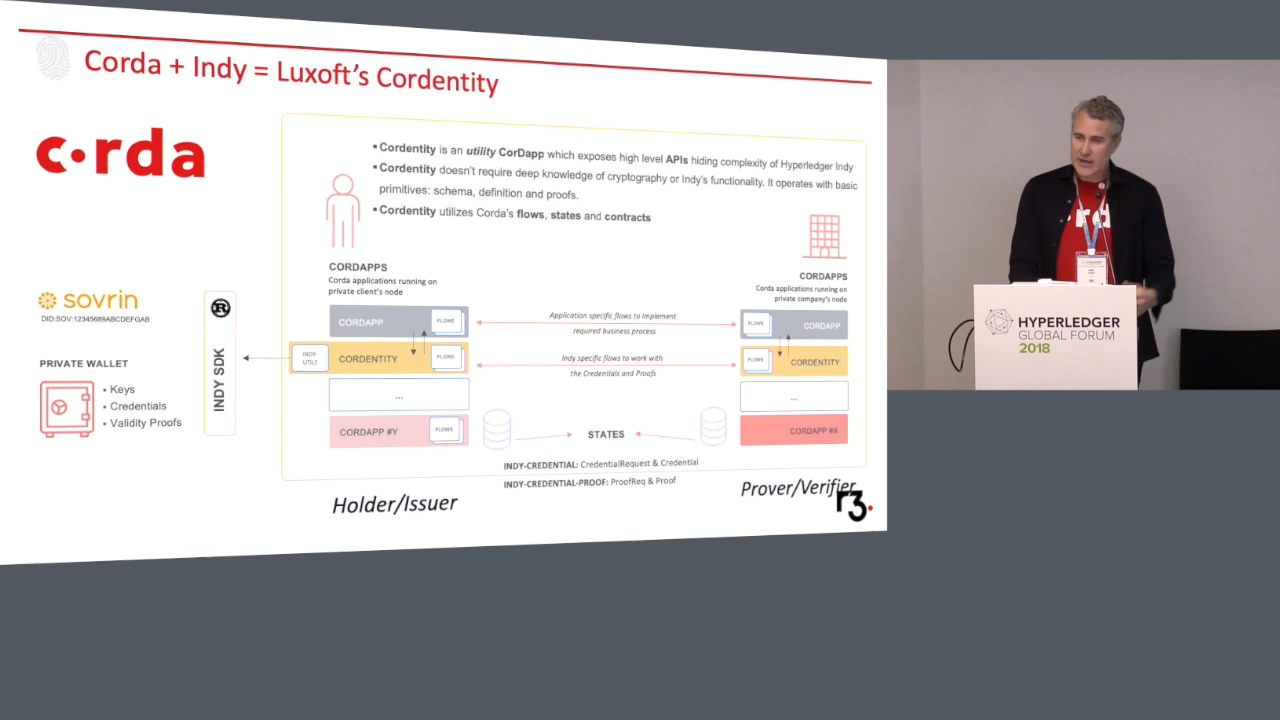 Corda + Indy = Luxoft's Cordentity
c•rda
▪ Cordentity is an utility CorDapp which exposes high level APIs hiding complexity of Hyperledger Indy
▪ Cordentity doesn't require deep knowledge of cryptography or Indy's functionality. It operates with basic
primitives: schema, definition and proofs.
▪ Cordentity utilizes Corda's flows, states and contracts
CORDAPPS
Corda applications running on
private client's node
CORDAPPS
Corda applications running on
private company's node
sovrin
DID:SOV:12345689ABCDEFGAB
PRIVATE WALLET
▪ Keys
▪ Credentials
▪ Validity Proofs
R
INDY SDK
CORDAPP
FLOWS
Application specific flows to implement
required business process
FLOWS
CORDAPP
INDY-
UTILS
CORDENTITY
FLOWS
Indy specific flows to work with
the Credentials and Proofs
FLOWS
CORDENTITY
...
...
CORDAPP #Y
FLOWS
STATES
CORDAPP #X
INDY-CREDENTIAL: CredentialRequest & Credential
INDY-CREDENTIAL-PROOF: ProofReq & Proof
Holder/Issuer
Prover/Verifier
r3.
HYPERLEDGER
GLOBAL FORUM
2018